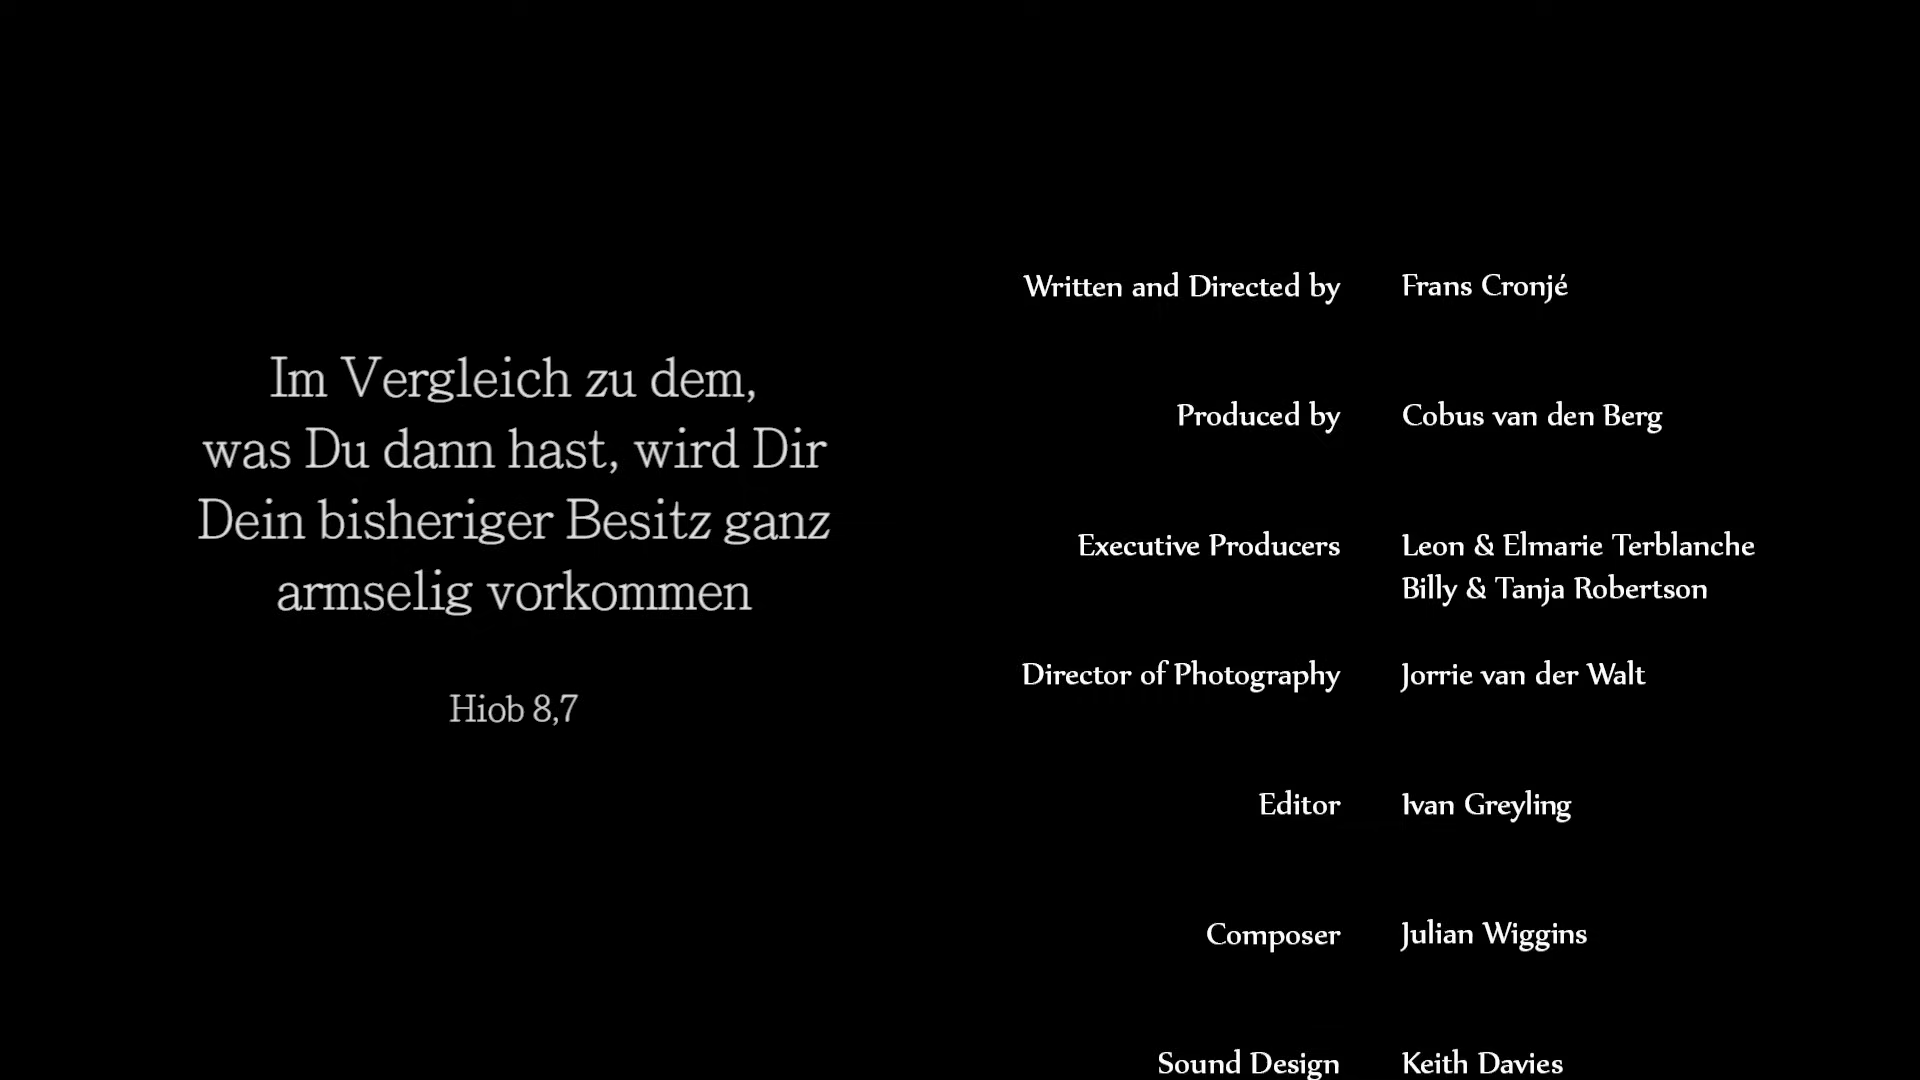 Im Vergleich zu dem,
was Du dann hast, wird Dir
Dein bisheriger Besitz ganz
armselig vorkommen
Hiob 8,7
Written and Directed by Frans Cronjé
Produced by Cobus van den Berg
Executive Producers Leon & Elmarie Terblanche
Billy & Tanja Robertson
Director of Photography Jorrie van der Walt
Editor Ivan Greyling
Composer Julian Wiggins
Sound Design Keith Davies